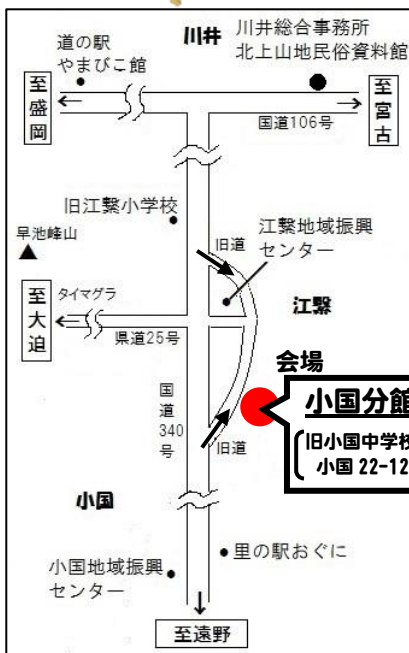 川井
川井総合事務所
北上山地民俗資料館
道の駅
やまびこ館
至盛岡
至宮古
国道106号
旧江繋小学校
早池峰山
旧道
江繋地域振興
センター
江繋
至大迫
タイマグラ
県道25号
会場
小国分館
旧小国中学校
小国 22-12
国道
340
号
旧道
小国
里の駅おぐに
小国地域振興
センター
至遠野